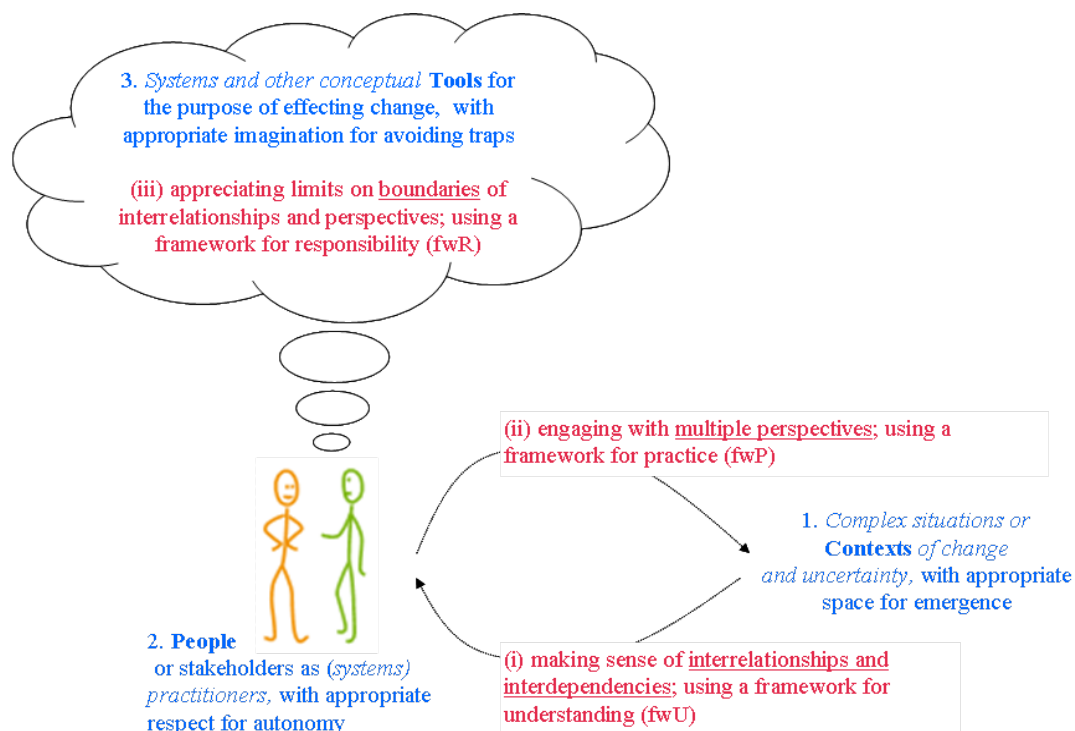 3. Systems and other conceptual Tools for
the purpose of effecting change, with
appropriate imagination for avoiding traps
(iii) appreciating limits on boundaries of
interrelationships and perspectives; using a
framework for responsibility (fwR)
(ii) engaging with multiple perspectives; using a
framework for practice (fwP)
1. Complex situations or
Contexts of change
and uncertainty, with appropriate
space for emergence
2. People
or stakeholders as (systems)
practitioners, with appropriate
respect for autonomy
(i) making sense of interrelationships and
interdependencies; using a framework for
understanding (fwU)